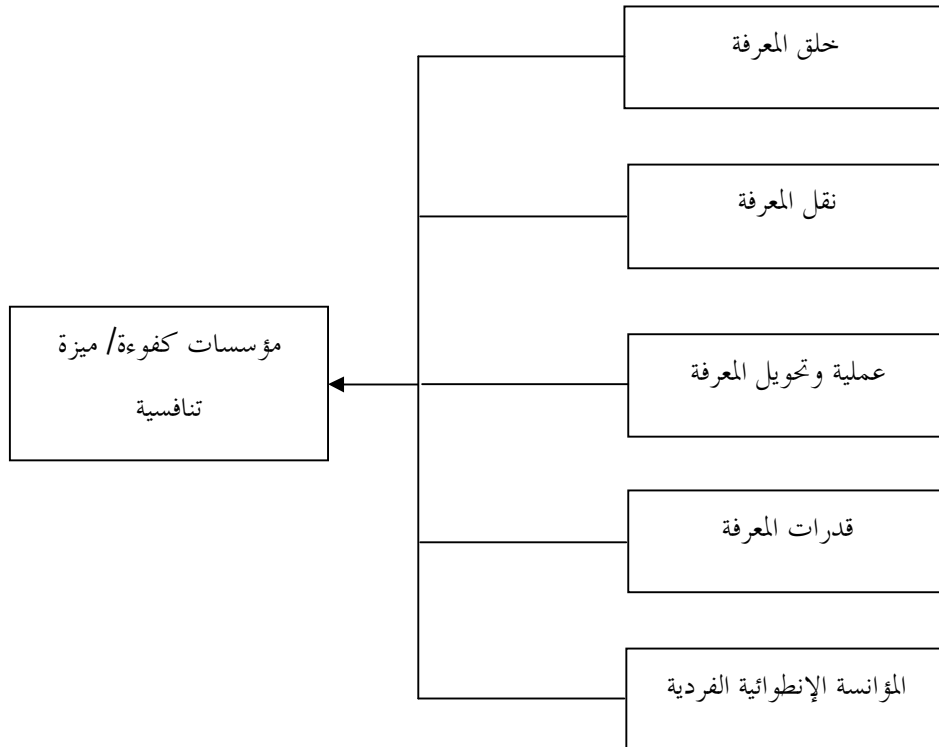 خلق المعرفة
نقل المعرفة
عملية وتحويل المعرفة
قدرات المعرفة
المؤانسة الإنطوائية الفردية
مؤسسات كفوءة/ ميزة
تنافسية